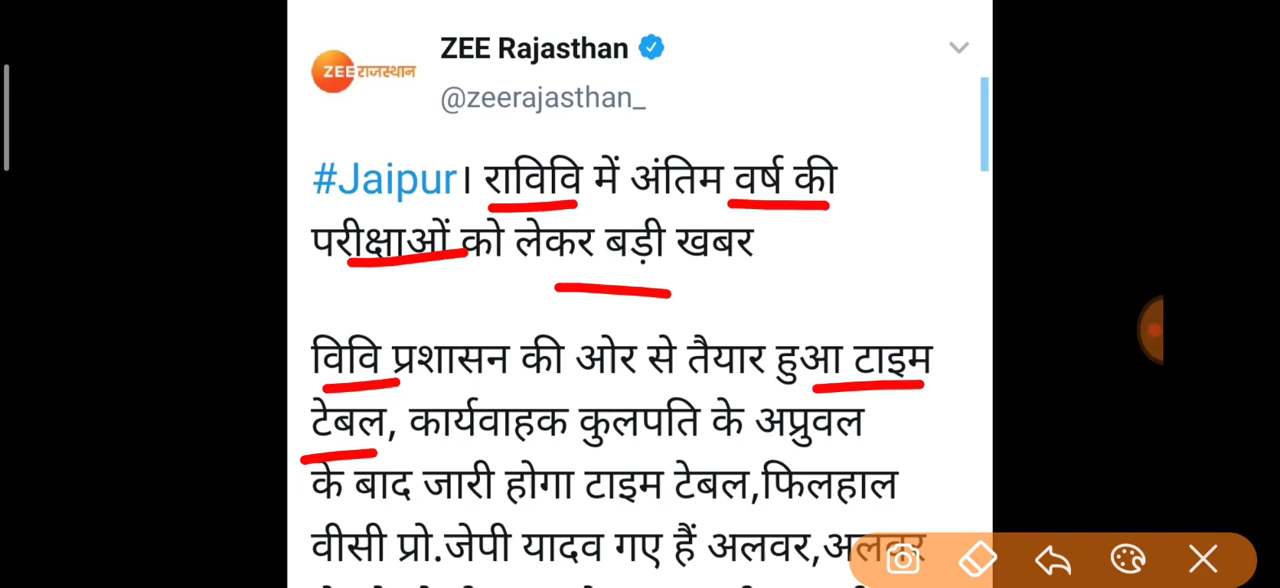 ZEE राजस्थान
ZEE Rajasthan
@zeerajasthan_
#Jaipur। राविवि में अंतिम वर्ष की
परीक्षाओं को लेकर बड़ी खबर
विवि प्रशासन की ओर से तैयार हुआ टाइम
टेबल, कार्यवाहक कुलपति के अप्रुवल
के बाद जारी होगा टाइम टेबल,फिलहाल
वीसी प्रो.जेपी यादव गए हैं अलवर,अलवर